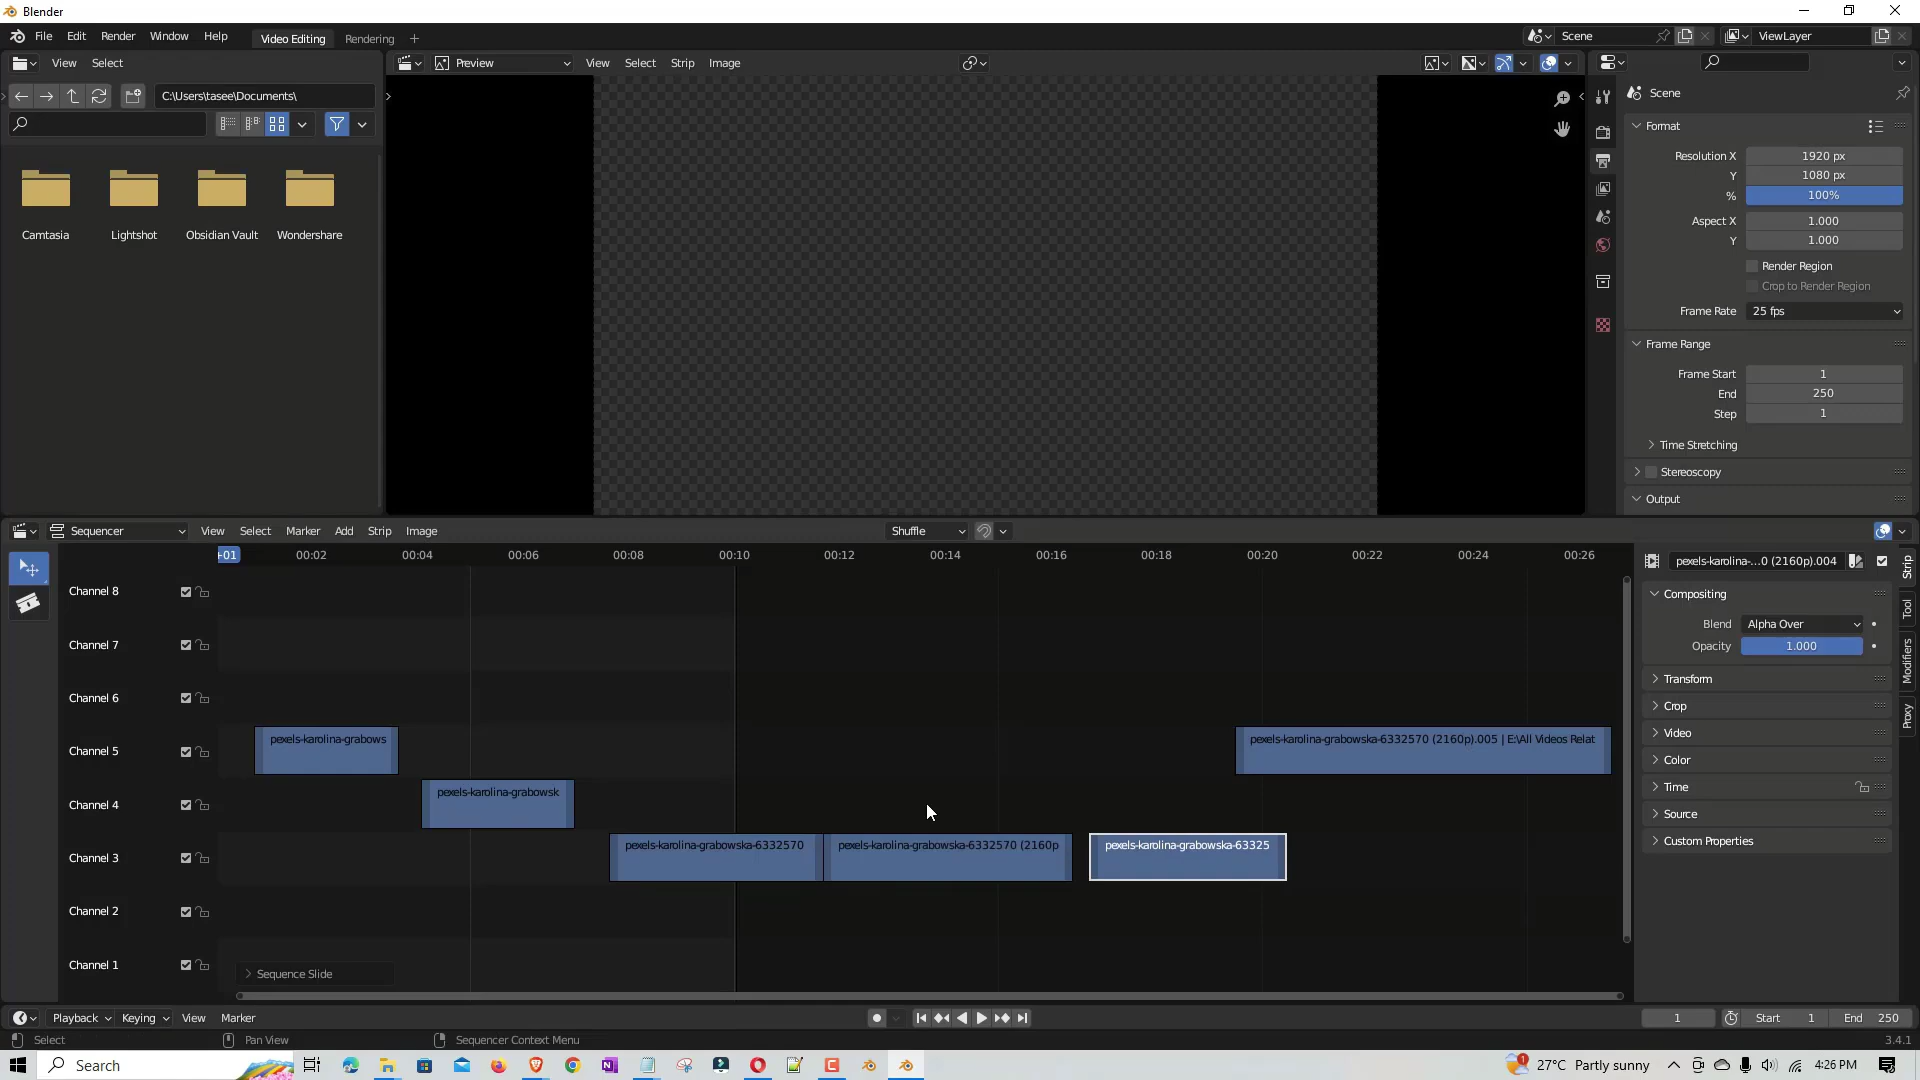 Blender
File Edit Render Window Help Video Editing Rendering + Scene ViewLayer
View Select Preview View Select Strip Image
C:\Users\tasee\Documents\
Camtasia Lightshot Obsidian Vault Wondershare
Scene
Format
Resolution X 1920 px
Y 1080 px
% 100%
Aspect X 1.000
Y 1.000
Render Region
Crop to Render Region
Frame Rate 25 fps
Frame Range
Frame Start 1
End 250
Step 1
Time Stretching
Stereoscopy
Output
Sequencer View Select Marker Add Strip Image Shuffle
+01 00:02 00:04 00:06 00:08 00:10 00:12 00:14 00:16 00:18 00:20 00:22 00:24 00:26
Channel 8
Channel 7
Channel 6
Channel 5 pexels-karolina-grabows pexels-karolina-grabowska-6332570 (2160p).005 | E:\All Videos Relat
Channel 4 pexels-karolina-grabowsk
Channel 3 pexels-karolina-grabowska-6332570 pexels-karolina-grabowska-6332570 (2160p pexels-karolina-grabowska-63325
Channel 2
Channel 1 Sequence Slide
pexels-karolina-...0 (2160p).004
Compositing
Blend Alpha Over
Opacity 1.000
Transform
Crop
Video
Color
Time
Source
Custom Properties
Strip
Tool
Modifiers
Proxy
Playback Keying View Marker 1 Start 1 End 250
Select Pan View Sequencer Context Menu 3.4.1
Search 27°C Partly sunny 4:26 PM